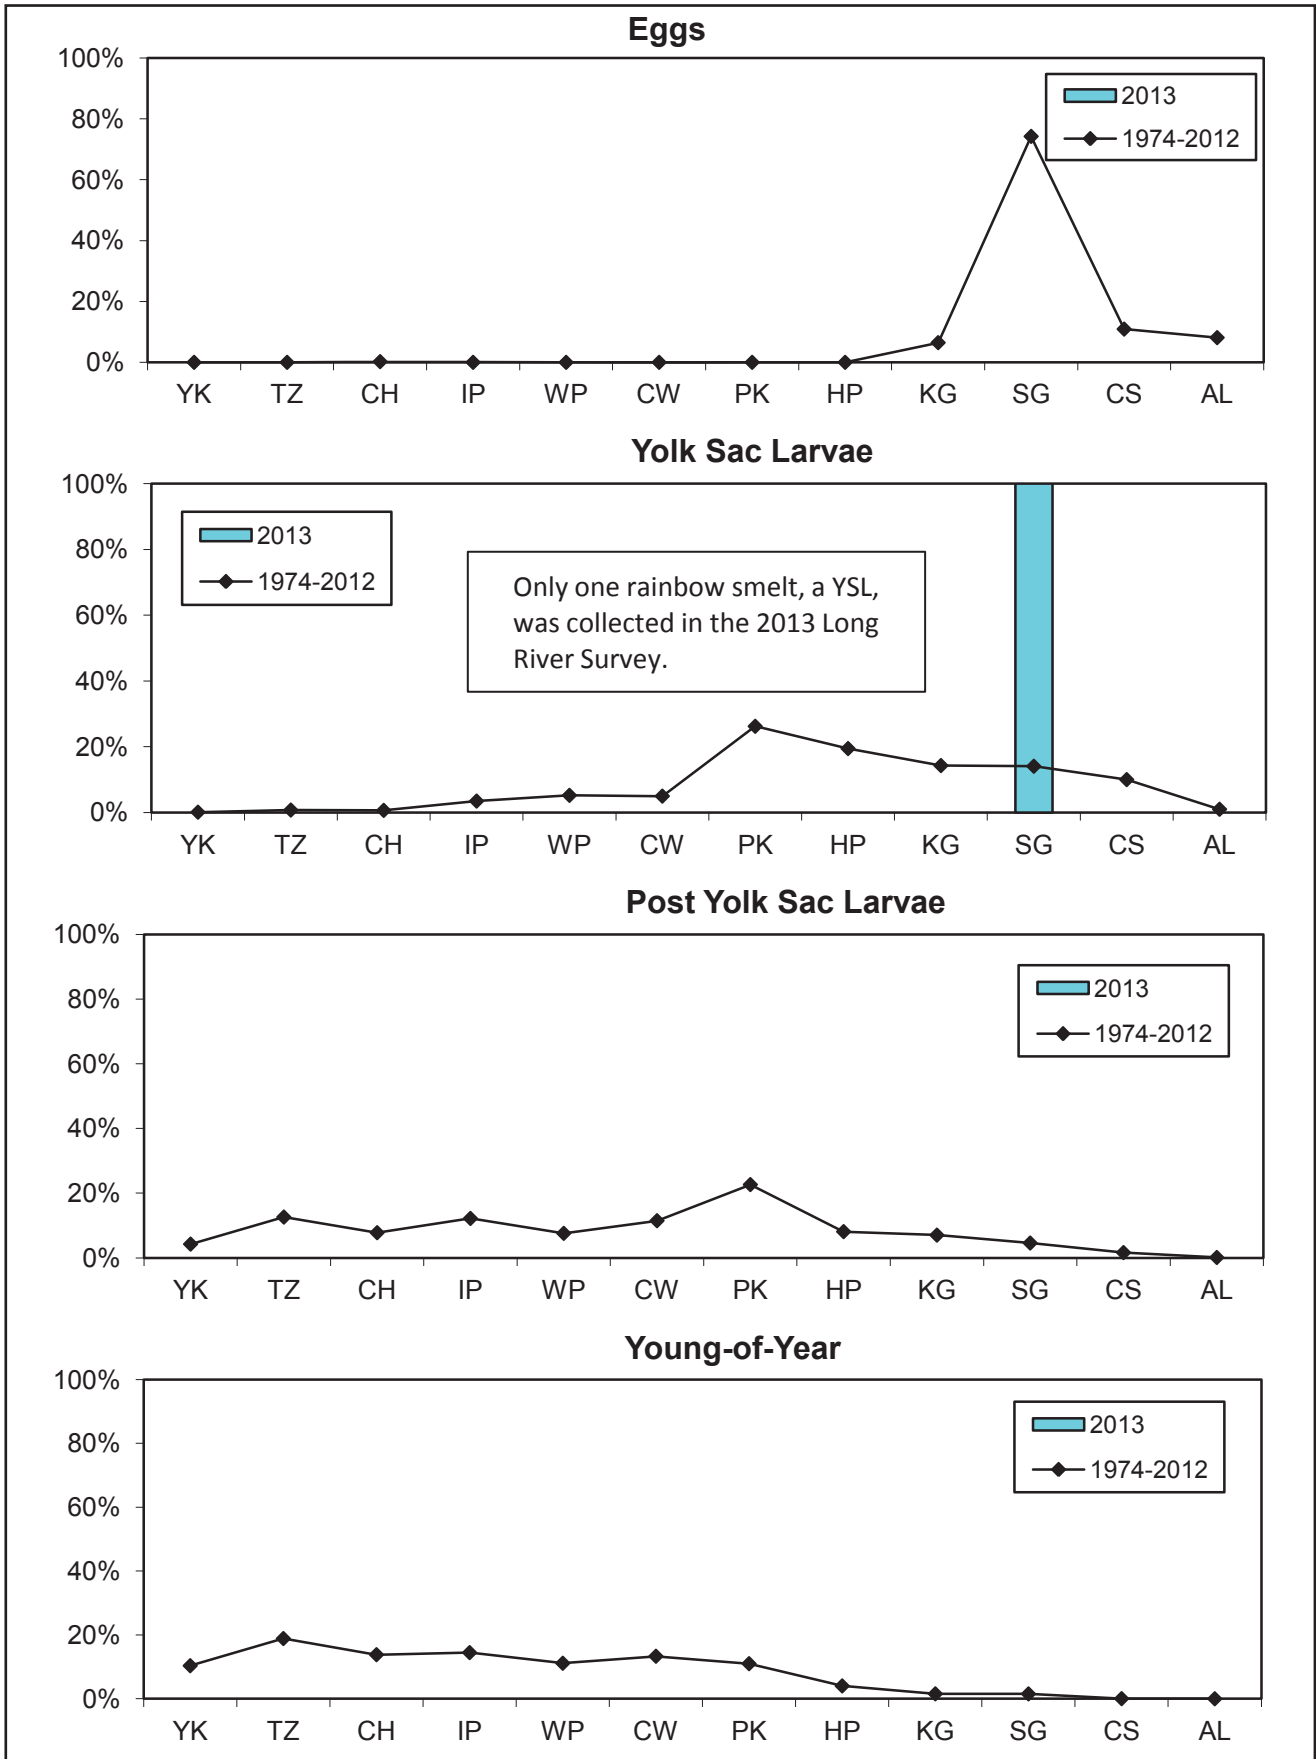 Eggs
100%
80%
60%
40%
20%
0%
2013
1974-2012
YK TZ CH IP WP CW PK HP KG SG CS AL
Yolk Sac Larvae
100%
80%
60%
40%
20%
0%
2013
1974-2012
Only one rainbow smelt, a YSL,
was collected in the 2013 Long
River Survey.
YK TZ CH IP WP CW PK HP KG SG CS AL
Post Yolk Sac Larvae
100%
80%
60%
40%
20%
0%
2013
1974-2012
YK TZ CH IP WP CW PK HP KG SG CS AL
Young-of-Year
100%
80%
60%
40%
20%
0%
2013
1974-2012
YK TZ CH IP WP CW PK HP KG SG CS AL